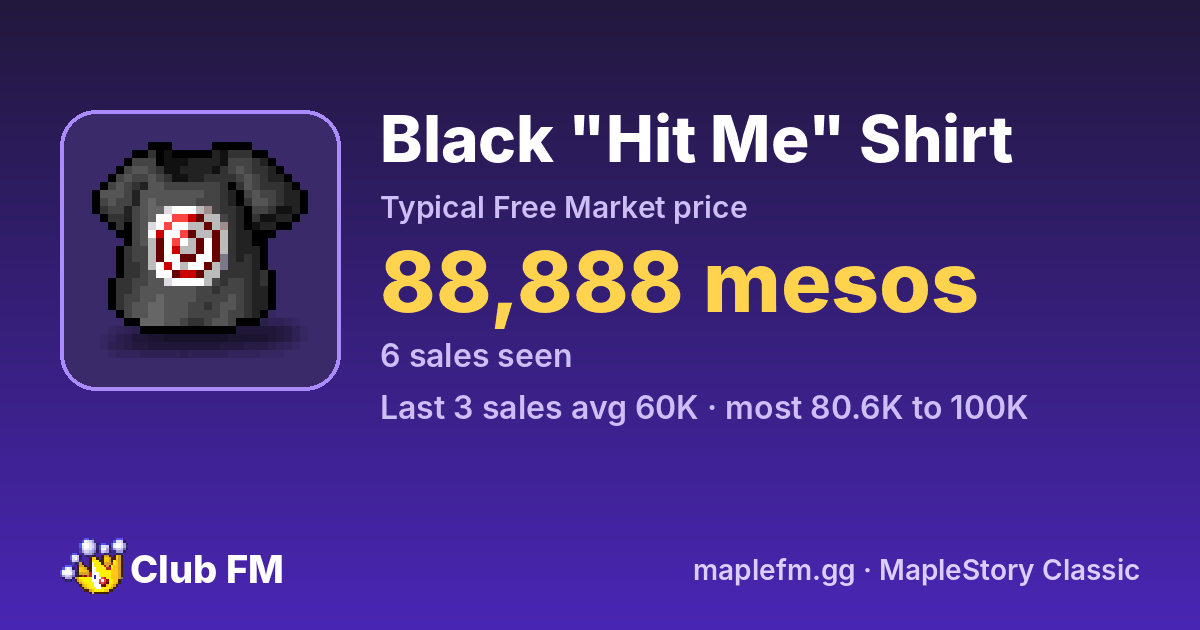 Black "Hit Me" Shirt
Typical Free Market price
88,888 mesos
6 sales seen
Last 3 sales avg 60K · most 80.6K to 100K
Club FM
maplefm.gg · MapleStory Classic